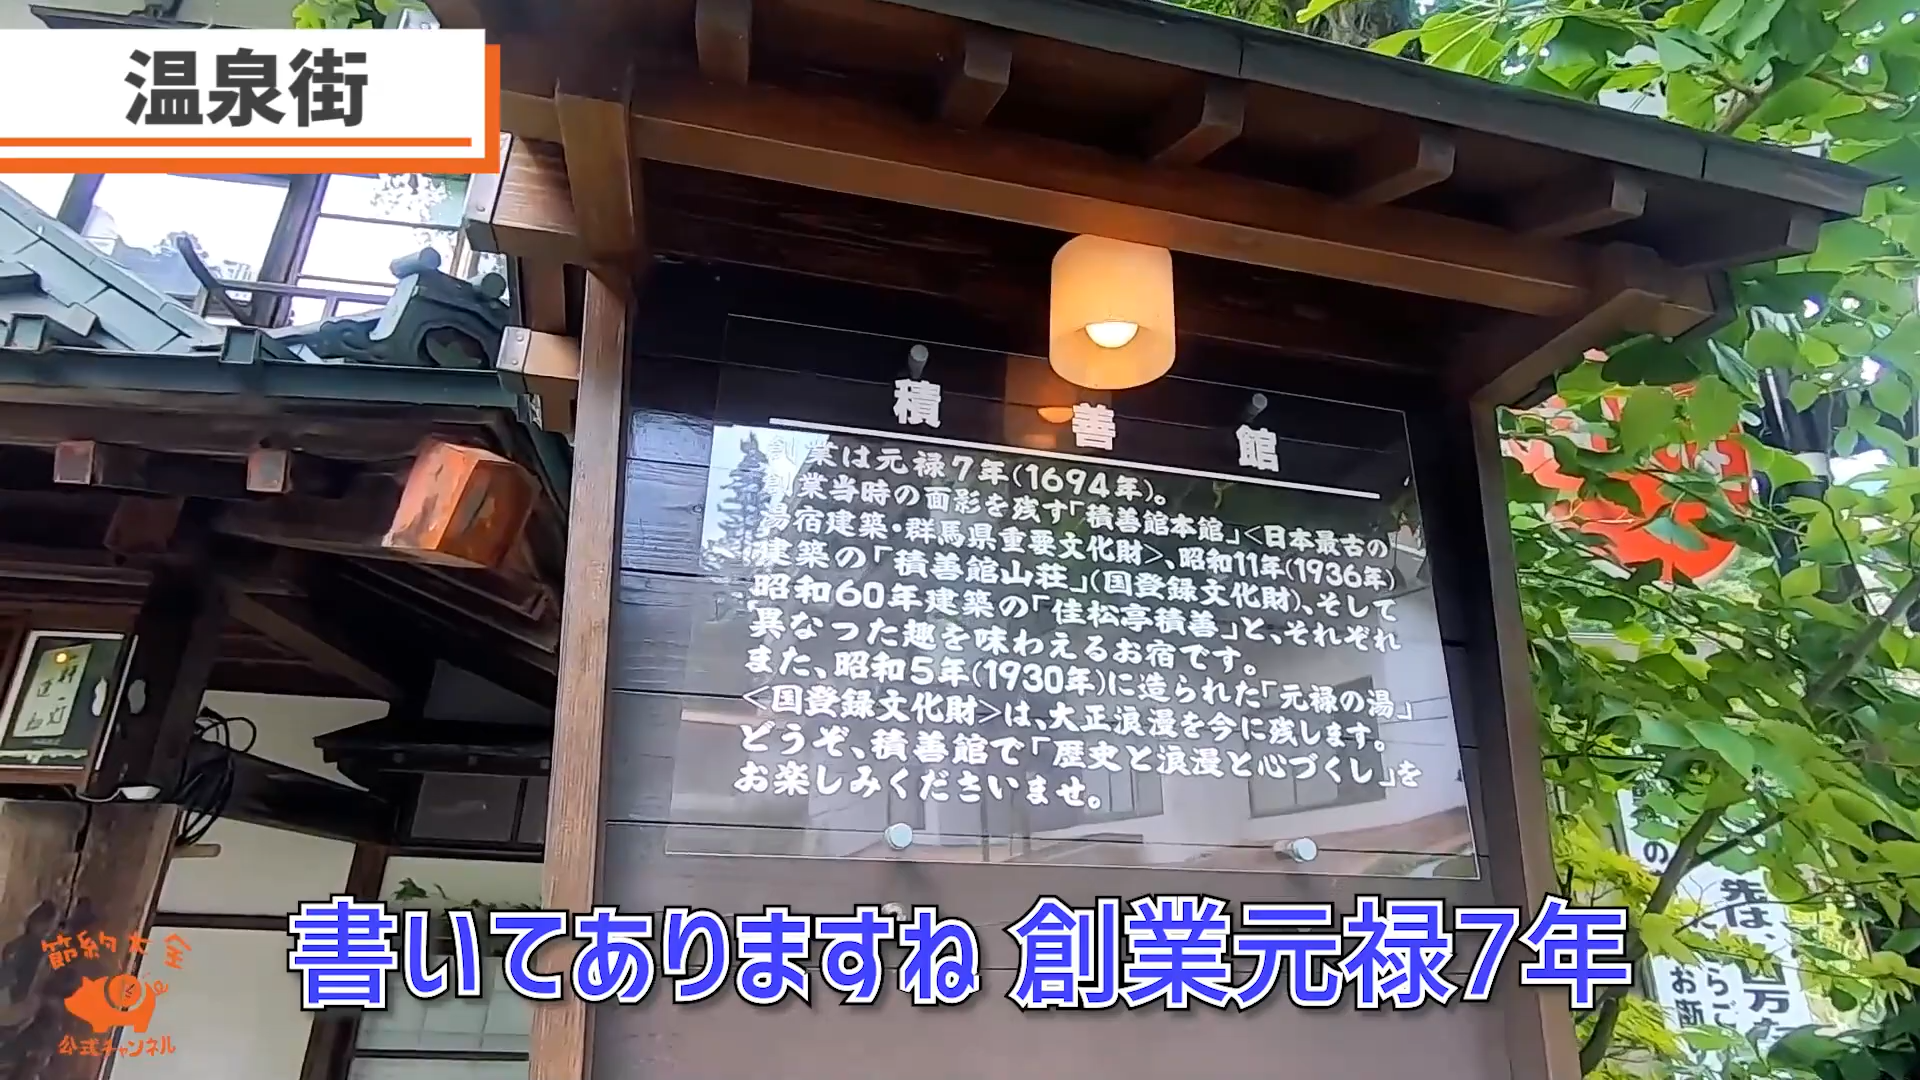 温泉街
積善館
創業は元禄7年(1694年)。
創業当時の面影を残す「積善館本館」<日本最古の
湯宿建築・群馬県重要文化財>、昭和11年(1936年)
建築の「積善館山荘」(国登録文化財)、そして
昭和60年建築の「佳松亭積善」と、それぞれ
異なった趣を味わえるお宿です。
また、昭和5年(1930年)に造られた「元禄の湯」
<国登録文化財>は、大正浪漫を今に残します。
どうぞ、積善館で「歴史と浪漫と心づくし」を
お楽しみくださいませ。
書いてありますね 創業元禄7年
節約大全
公式チャンネル